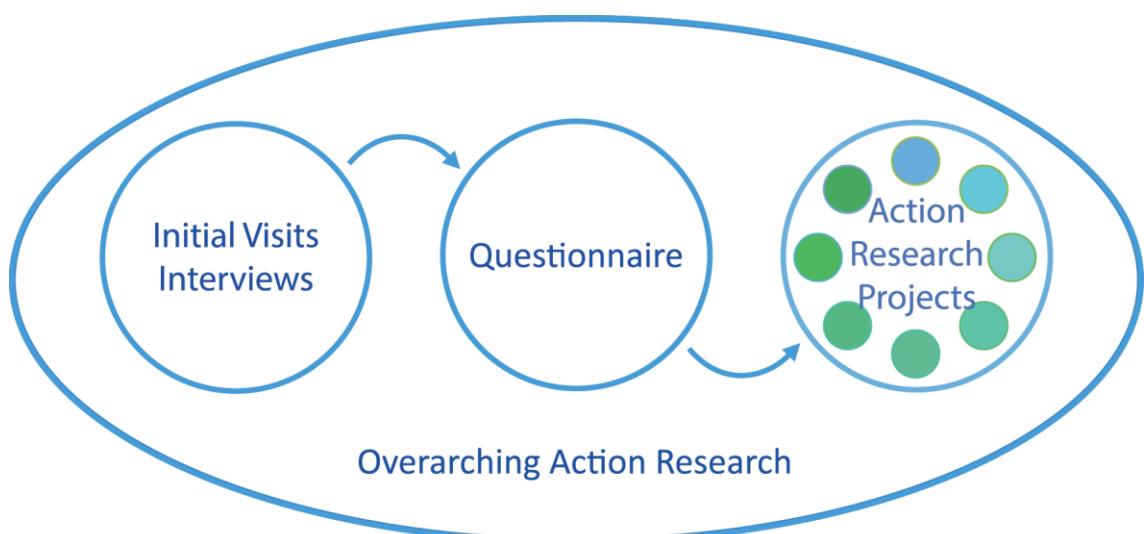 Initial Visits
Interviews
Questionnaire
Action
Research
Projects
Overarching Action Research